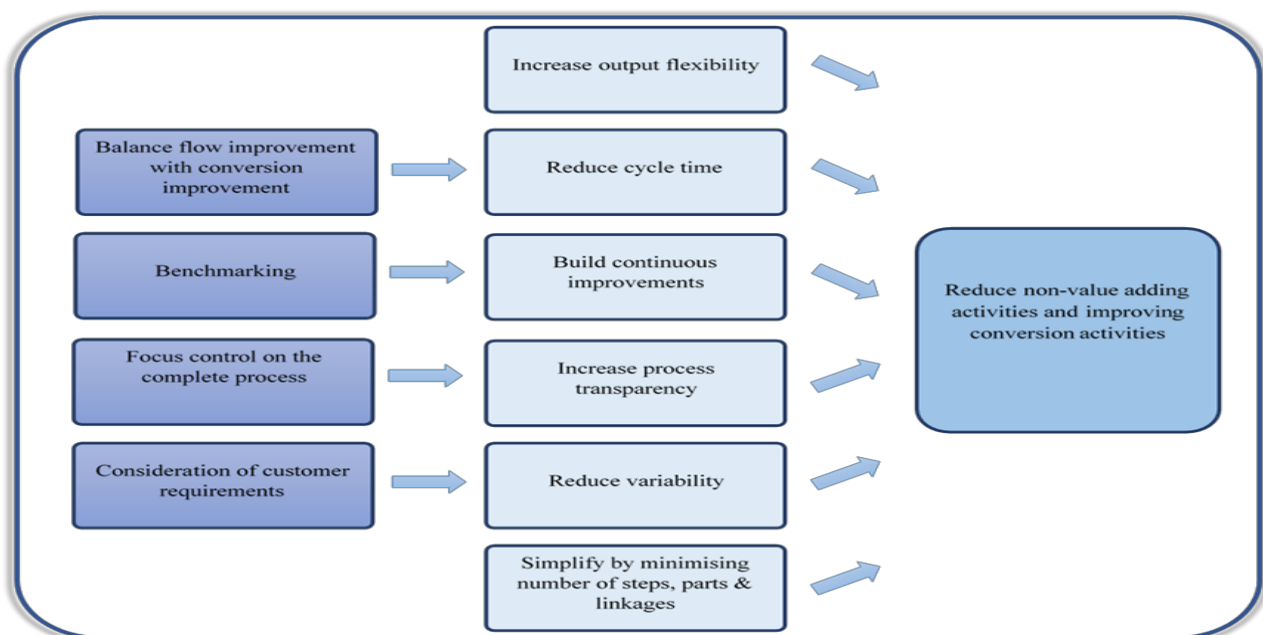 Increase output flexibility
Balance flow improvement
with conversion
improvement
Reduce cycle time
Benchmarking
Build continuous
improvements
Reduce non-value adding
activities and improving
conversion activities
Focus control on the
complete process
Increase process
transparency
Consideration of customer
requirements
Reduce variability
Simplify by minimising
number of steps, parts &
linkages